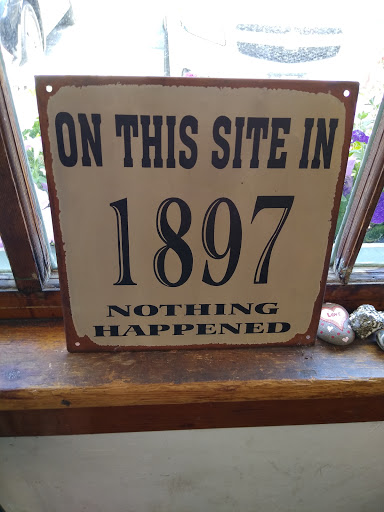 ON THIS SITE IN
1897
NOTHING
HAPPENED